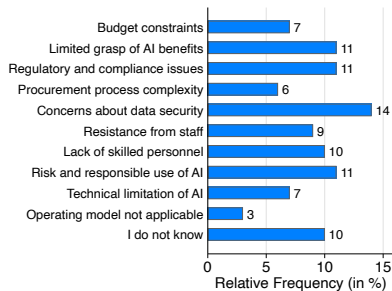 Budget constraints 7
Limited grasp of AI benefits 11
Regulatory and compliance issues 11
Procurement process complexity 6
Concerns about data security 14
Resistance from staff 9
Lack of skilled personnel 10
Risk and responsible use of AI 11
Technical limitation of AI 7
Operating model not applicable 3
I do not know 10
0 5 10 15
Relative Frequency (in %)